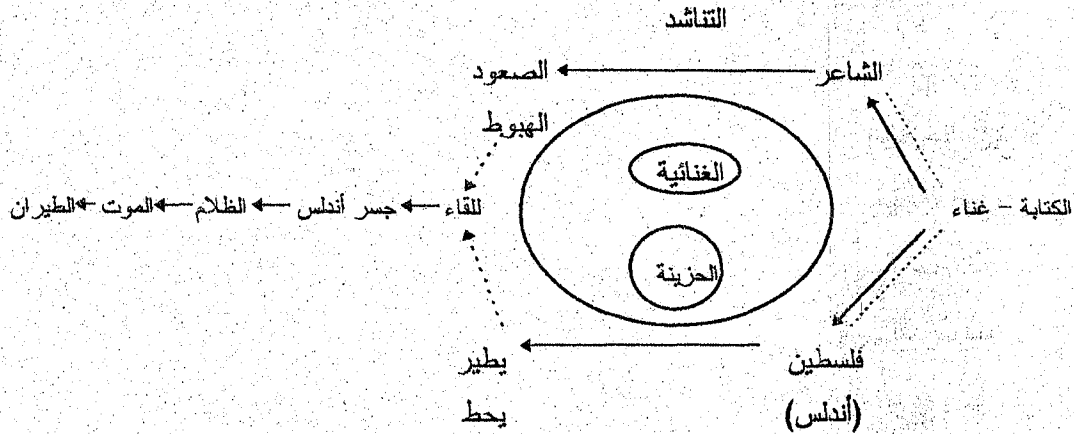 التناشد
الشاعر الصعود
الهبوط
الغنائية
الكتابة - غناء للقاء جسر أندلس الظلام الموت الطيران
الحزينة
فلسطين يطير
(أندلس) يحط